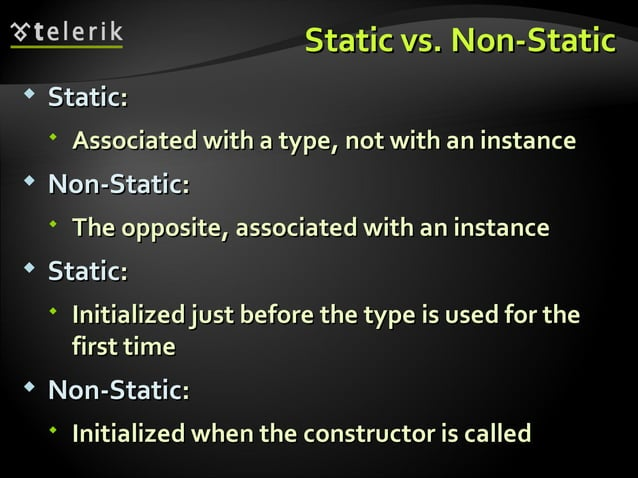 telerik
Static vs. Non-Static
Static:
Associated with a type, not with an instance
Non-Static:
The opposite, associated with an instance
Static:
Initialized just before the type is used for the
first time
Non-Static:
Initialized when the constructor is called